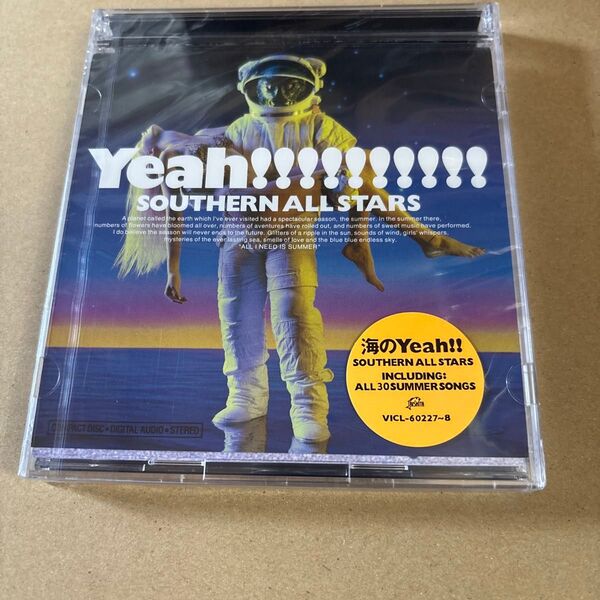 Yeah!!!!!!!!!!
SOUTHERN ALL STARS
A planet called the earth which I've ever visited had a spectacular season, the summer. In the summer there,
numbers of flowers have bloomed all over, numbers of aventures have rolled out, and numbers of sweet music have performed.
I do believe the season will never ends to the future. Glitters of a ripple in the sun, sounds of wind, girls' whispers,
mysteries of the everlasting sea, smells of love and the blue blue endless sky.
"ALL I NEED IS SUMMER"
海のYeah!!
SOUTHERN ALL STARS
INCLUDING:
ALL 30 SUMMER SONGS
VICL-60227~8
COMPACT DISC • DIGITAL AUDIO • STEREO